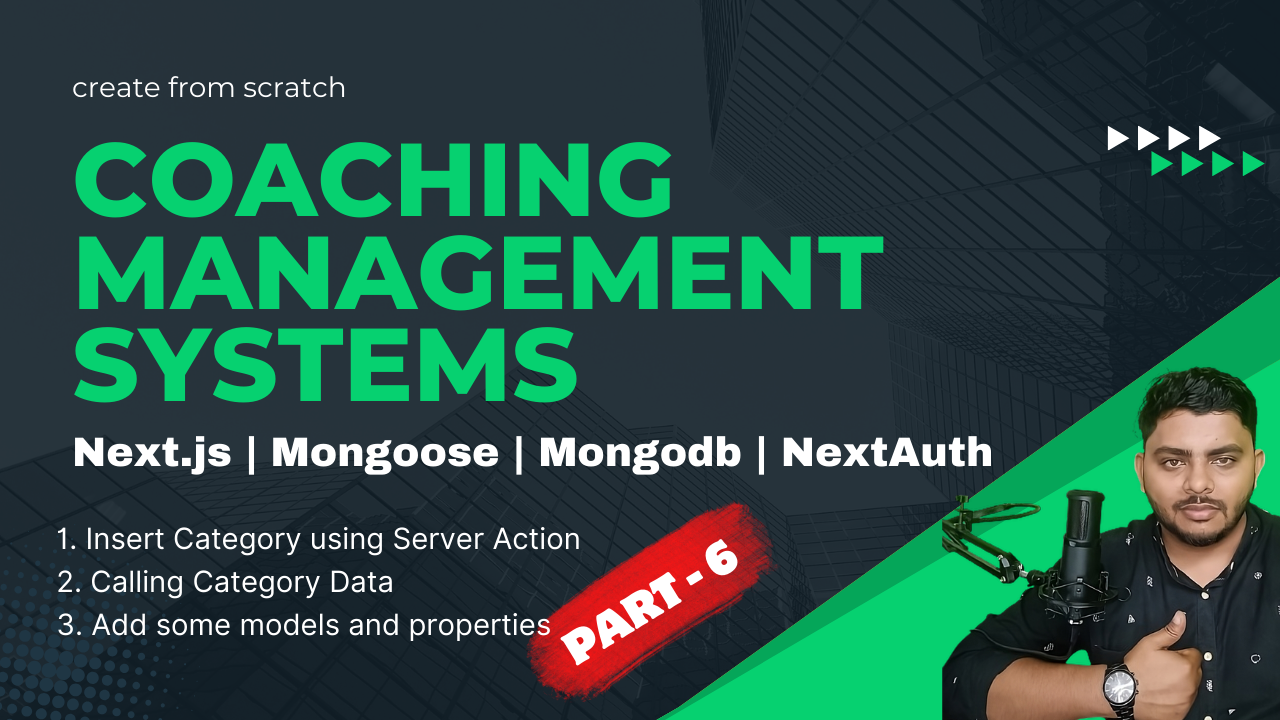 create from scratch
COACHING
MANAGEMENT
SYSTEMS
Next.js | Mongoose | Mongodb | NextAuth
1. Insert Category using Server Action
2. Calling Category Data
3. Add some models and properties
PART - 6